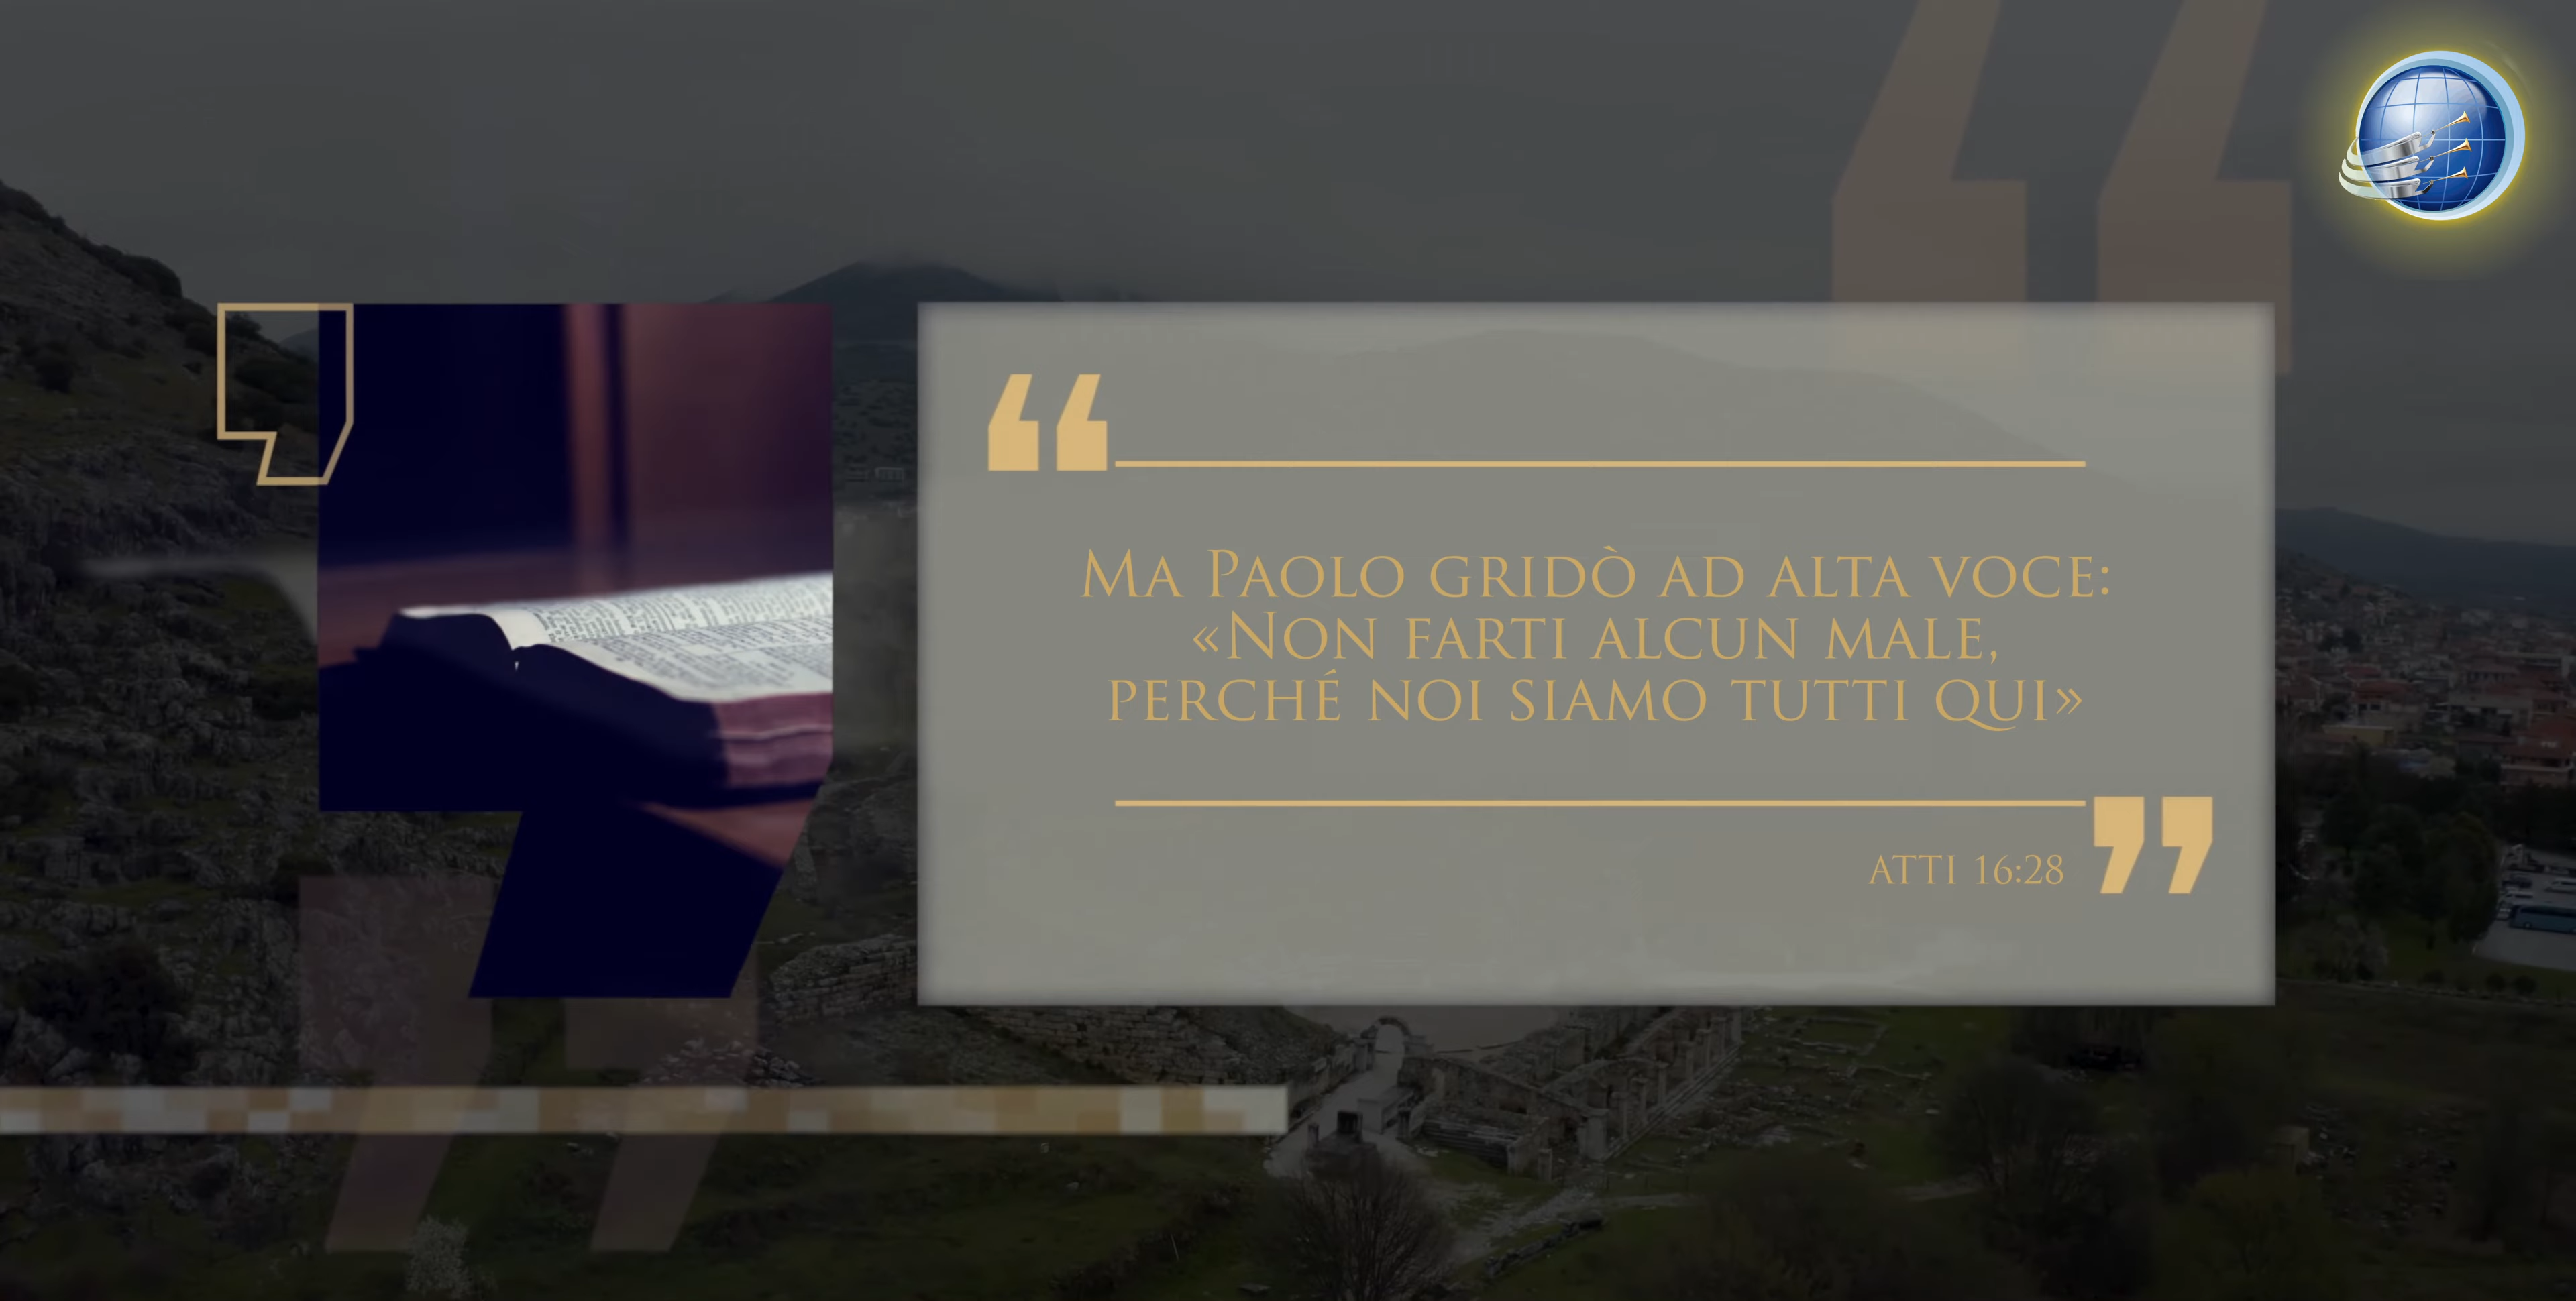 Ma Paolo gridò ad alta voce:
«Non farti alcun male,
perché noi siamo tutti qui»
ATTI 16:28